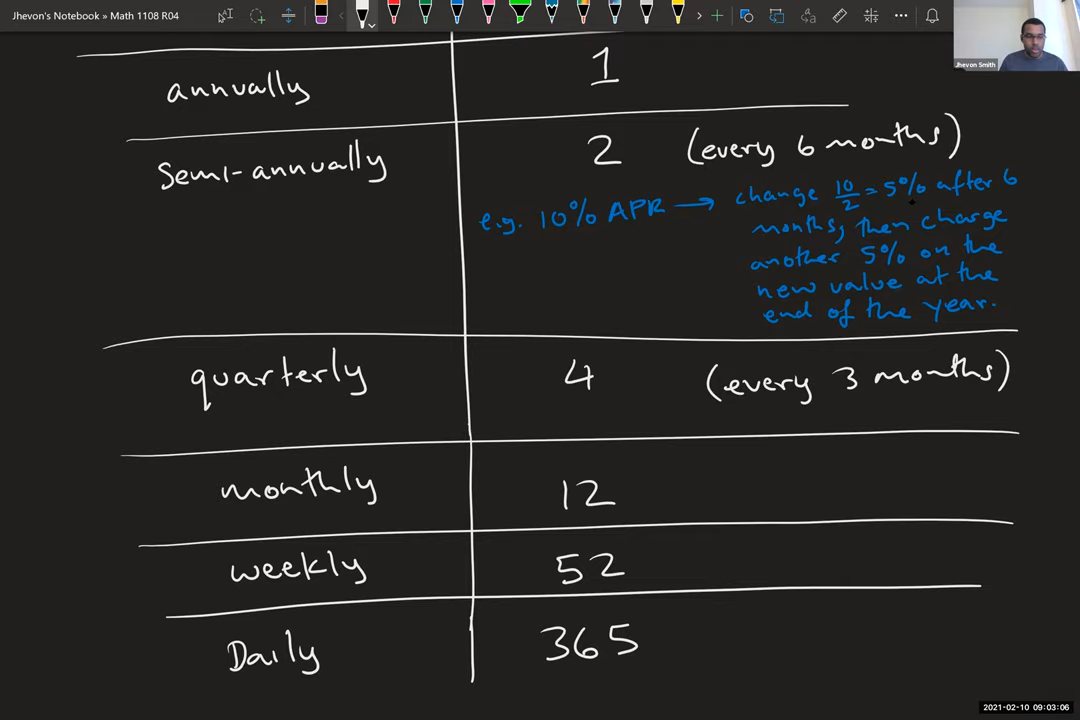 Jhevon's Notebook » Math 1108 R04
Jhevon Smith
annually 1
Semi-annually 2 (every 6 months)
e.g. 10% APR → change 10/2 = 5% after 6
months, then charge
another 5% on the
new value at the
end of the year.
quarterly 4 (every 3 months)
monthly 12
weekly 52
Daily 365
2021-02-10 09:03:06